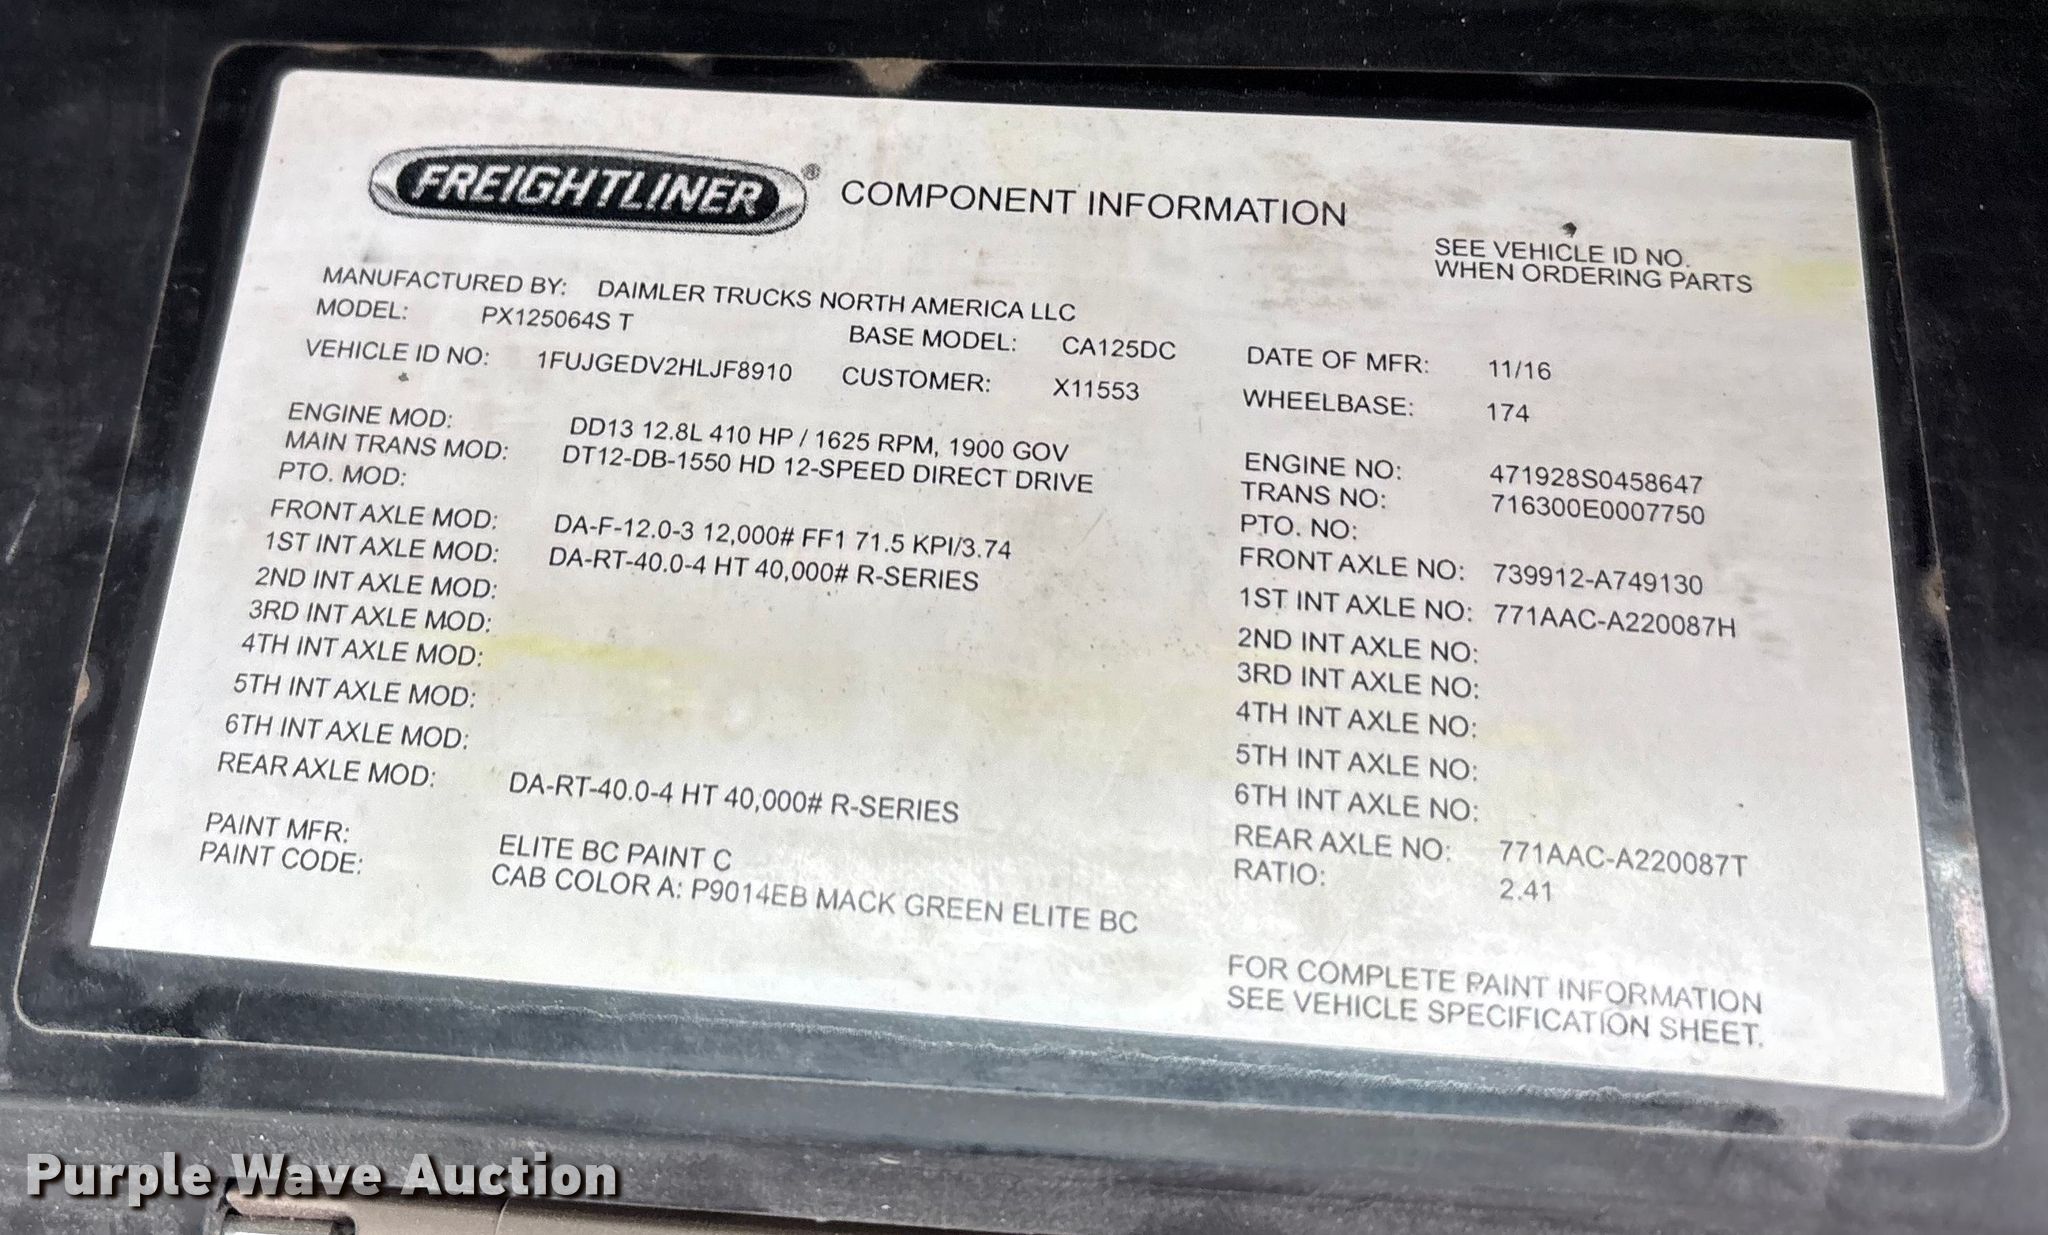 FREIGHTLINER® COMPONENT INFORMATION
SEE VEHICLE ID NO.
WHEN ORDERING PARTS
MANUFACTURED BY: DAIMLER TRUCKS NORTH AMERICA LLC
MODEL: PX125064S T BASE MODEL: CA125DC DATE OF MFR: 11/16
VEHICLE ID NO: 1FUJGEDV2HLJF8910 CUSTOMER: X11553 WHEELBASE: 174
ENGINE MOD: DD13 12.8L 410 HP / 1625 RPM, 1900 GOV ENGINE NO: 471928S0458647
MAIN TRANS MOD: DT12-DB-1550 HD 12-SPEED DIRECT DRIVE TRANS NO: 716300E0007750
PTO. MOD: PTO. NO:
FRONT AXLE MOD: DA-F-12.0-3 12,000# FF1 71.5 KPI/3.74 FRONT AXLE NO: 739912-A749130
1ST INT AXLE MOD: DA-RT-40.0-4 HT 40,000# R-SERIES 1ST INT AXLE NO: 771AAC-A220087H
2ND INT AXLE MOD: 2ND INT AXLE NO:
3RD INT AXLE MOD: 3RD INT AXLE NO:
4TH INT AXLE MOD: 4TH INT AXLE NO:
5TH INT AXLE MOD: 5TH INT AXLE NO:
6TH INT AXLE MOD: 6TH INT AXLE NO:
REAR AXLE MOD: DA-RT-40.0-4 HT 40,000# R-SERIES REAR AXLE NO: 771AAC-A220087T
RATIO: 2.41
PAINT MFR: ELITE BC PAINT C
PAINT CODE: CAB COLOR A: P9014EB MACK GREEN ELITE BC
FOR COMPLETE PAINT INFORMATION
SEE VEHICLE SPECIFICATION SHEET.
Purple Wave Auction